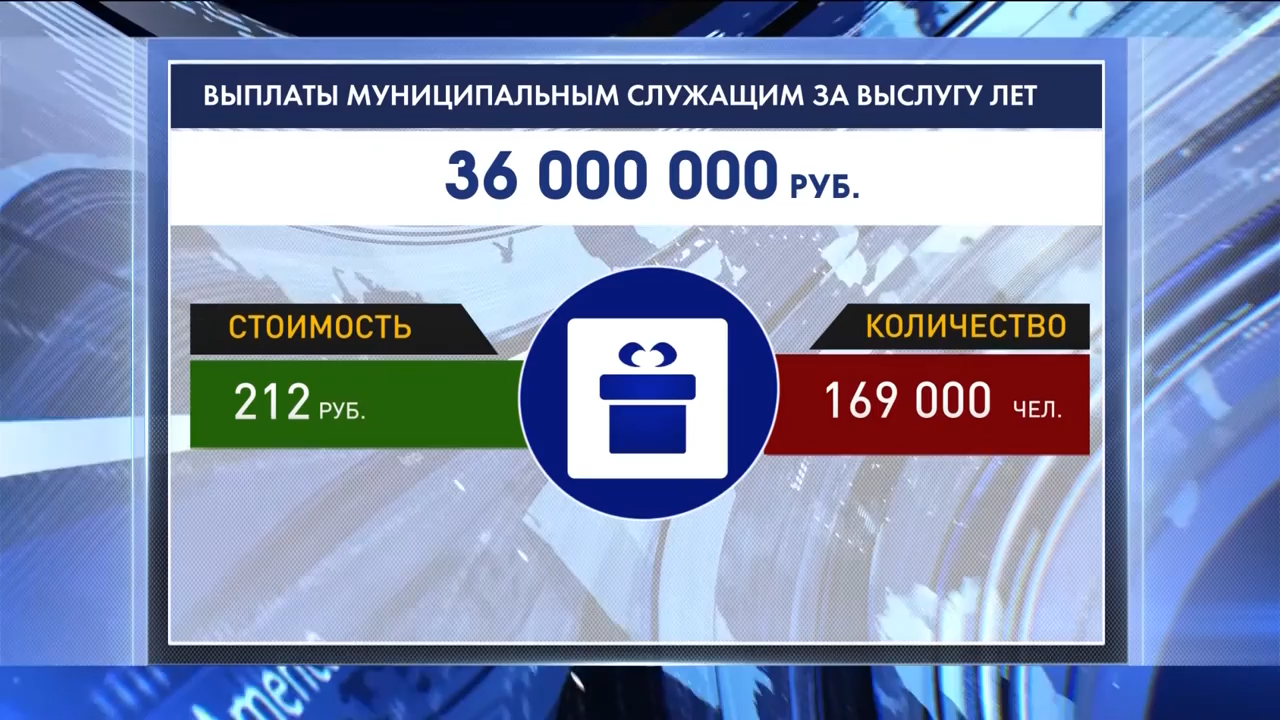 ВЫПЛАТЫ МУНИЦИПАЛЬНЫМ СЛУЖАЩИМ ЗА ВЫСЛУГУ ЛЕТ
36 000 000 РУБ.
СТОИМОСТЬ
КОЛИЧЕСТВО
212 РУБ.
169 000 ЧЕЛ.